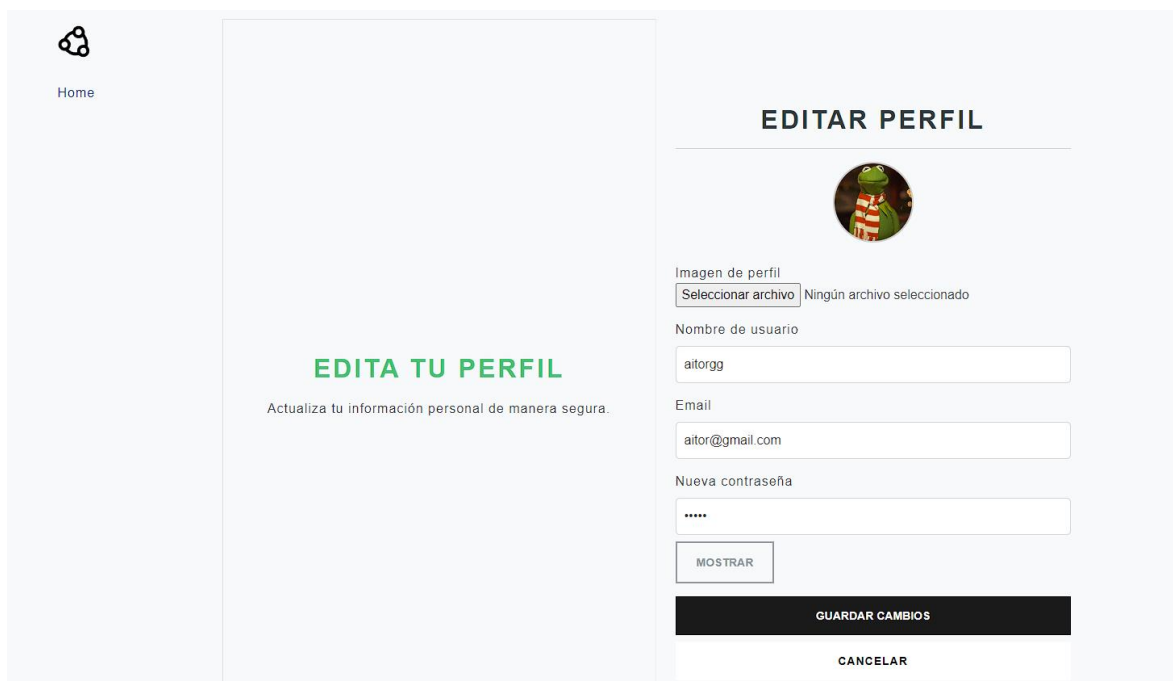 Home
EDITA TU PERFIL
Actualiza tu información personal de manera segura.
EDITAR PERFIL
Imagen de perfil
Seleccionar archivo Ningún archivo seleccionado
Nombre de usuario
aitorgg
Email
aitor@gmail.com
Nueva contraseña
•••••
MOSTRAR
GUARDAR CAMBIOS
CANCELAR